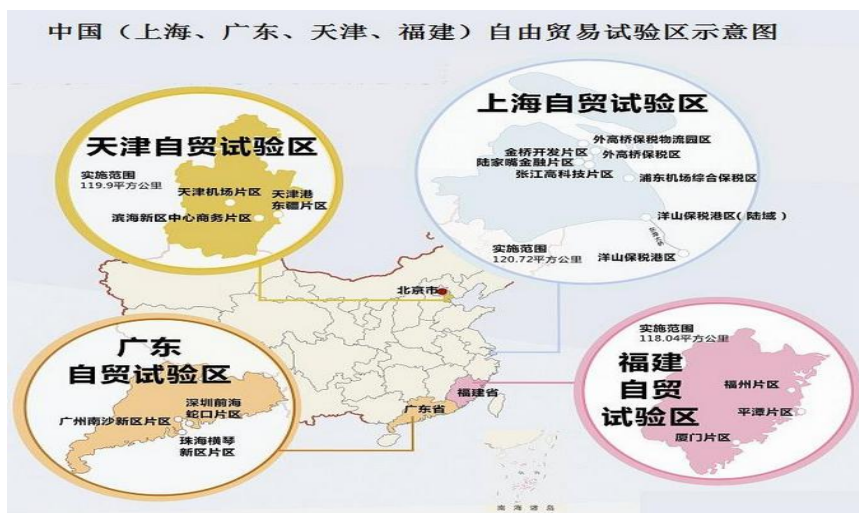 中国（上海、广东、天津、福建）自由贸易试验区示意图
天津自贸试验区
实施范围
119.9平方公里
天津机场片区
天津港
东疆片区
滨海新区中心商务片区
上海自贸试验区
外高桥保税物流园区
金桥开发片区
外高桥保税区
陆家嘴金融片区
张江高科技片区
浦东机场综合保税区
洋山保税港区（陆域）
实施范围
120.72平方公里
洋山保税港区
北京市
广东
自贸试验区
深圳前海
蛇口片区
广州南沙新区片区
珠海横琴
新区片区
福建省
广东省
实施范围
118.04平方公里
福建
自贸
试验区
福州片区
平潭片区
厦门片区
南海诸岛